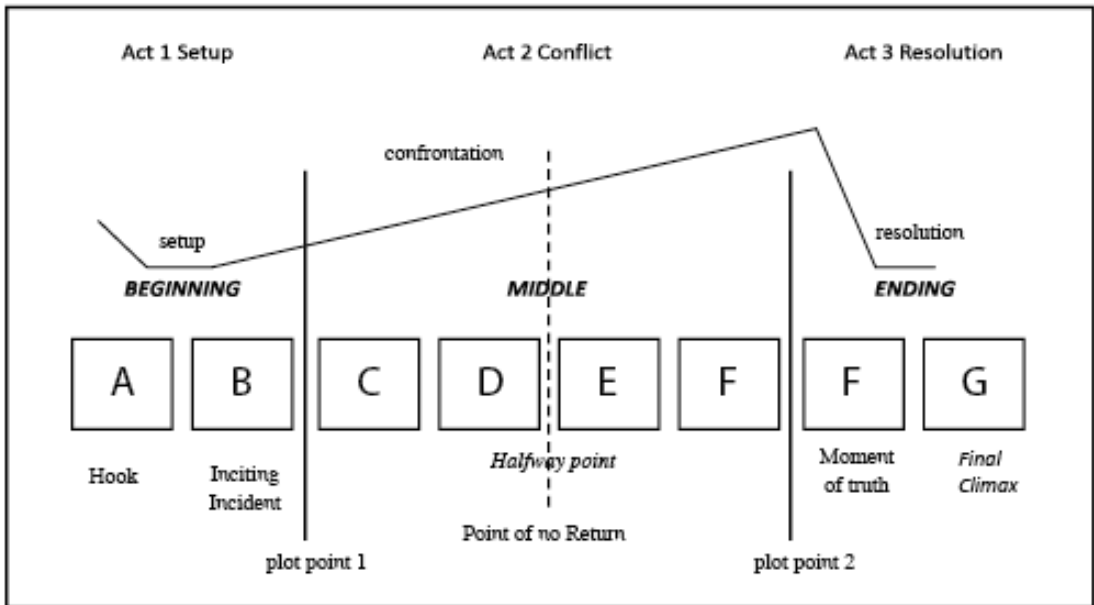 Act 1 Setup
Act 2 Conflict
Act 3 Resolution
confrontation
setup
resolution
BEGINNING
MIDDLE
ENDING
A
B
C
D
E
F
F
G
Hook
Inciting
Incident
Halfway point
Moment
of truth
Final
Climax
Point of no Return
plot point 1
plot point 2